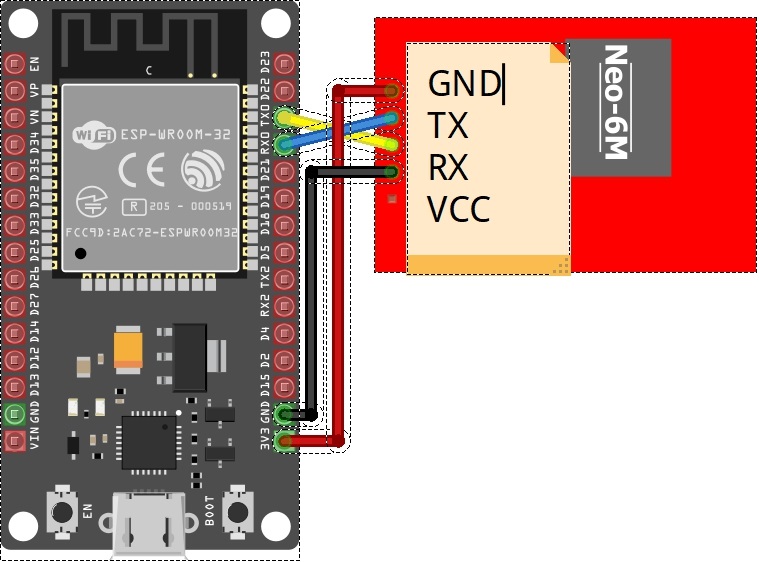 EN
VP
VN
D34
D35
D32
D33
D25
D26
D27
D14
D12
D13
GND
VIN
C
WiFi ESP-WROOM-32
CE
R 205 - 000519
FCC9D:2AC72-ESPWROOM32
D23
D22
TX0
RX0
D21
D19
D18
D5
TX2
RX2
D4
D2
D15
GND
3V3
EN
BOOT
GND
TX
RX
VCC
Neo-6M